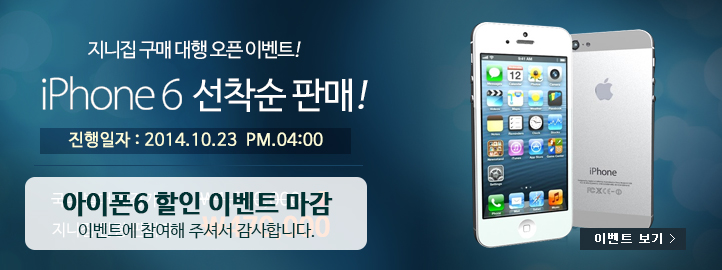 지니집 구매 대행 오픈 이벤트!
iPhone 6 선착순 판매!
진행일자 : 2014.10.23 PM.04:00
아이폰6 할인 이벤트 마감
이벤트에 참여해 주셔서 감사합니다.
iPhone
이벤트 보기 >